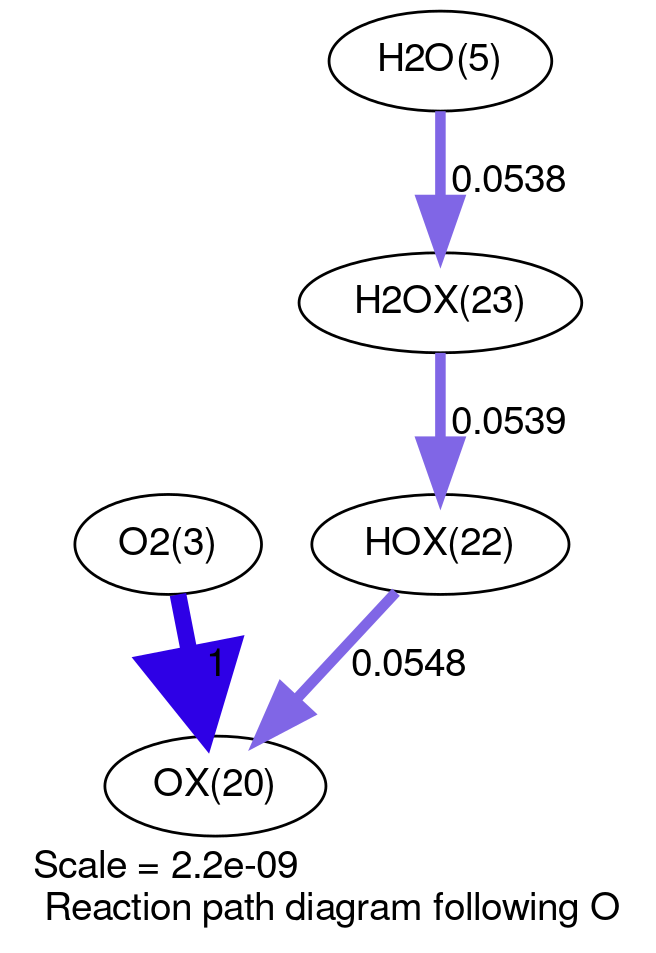 H2O(5)
0.0538
H2OX(23)
0.0539
O2(3)
HOX(22)
1
0.0548
OX(20)
Scale = 2.2e-09
Reaction path diagram following O